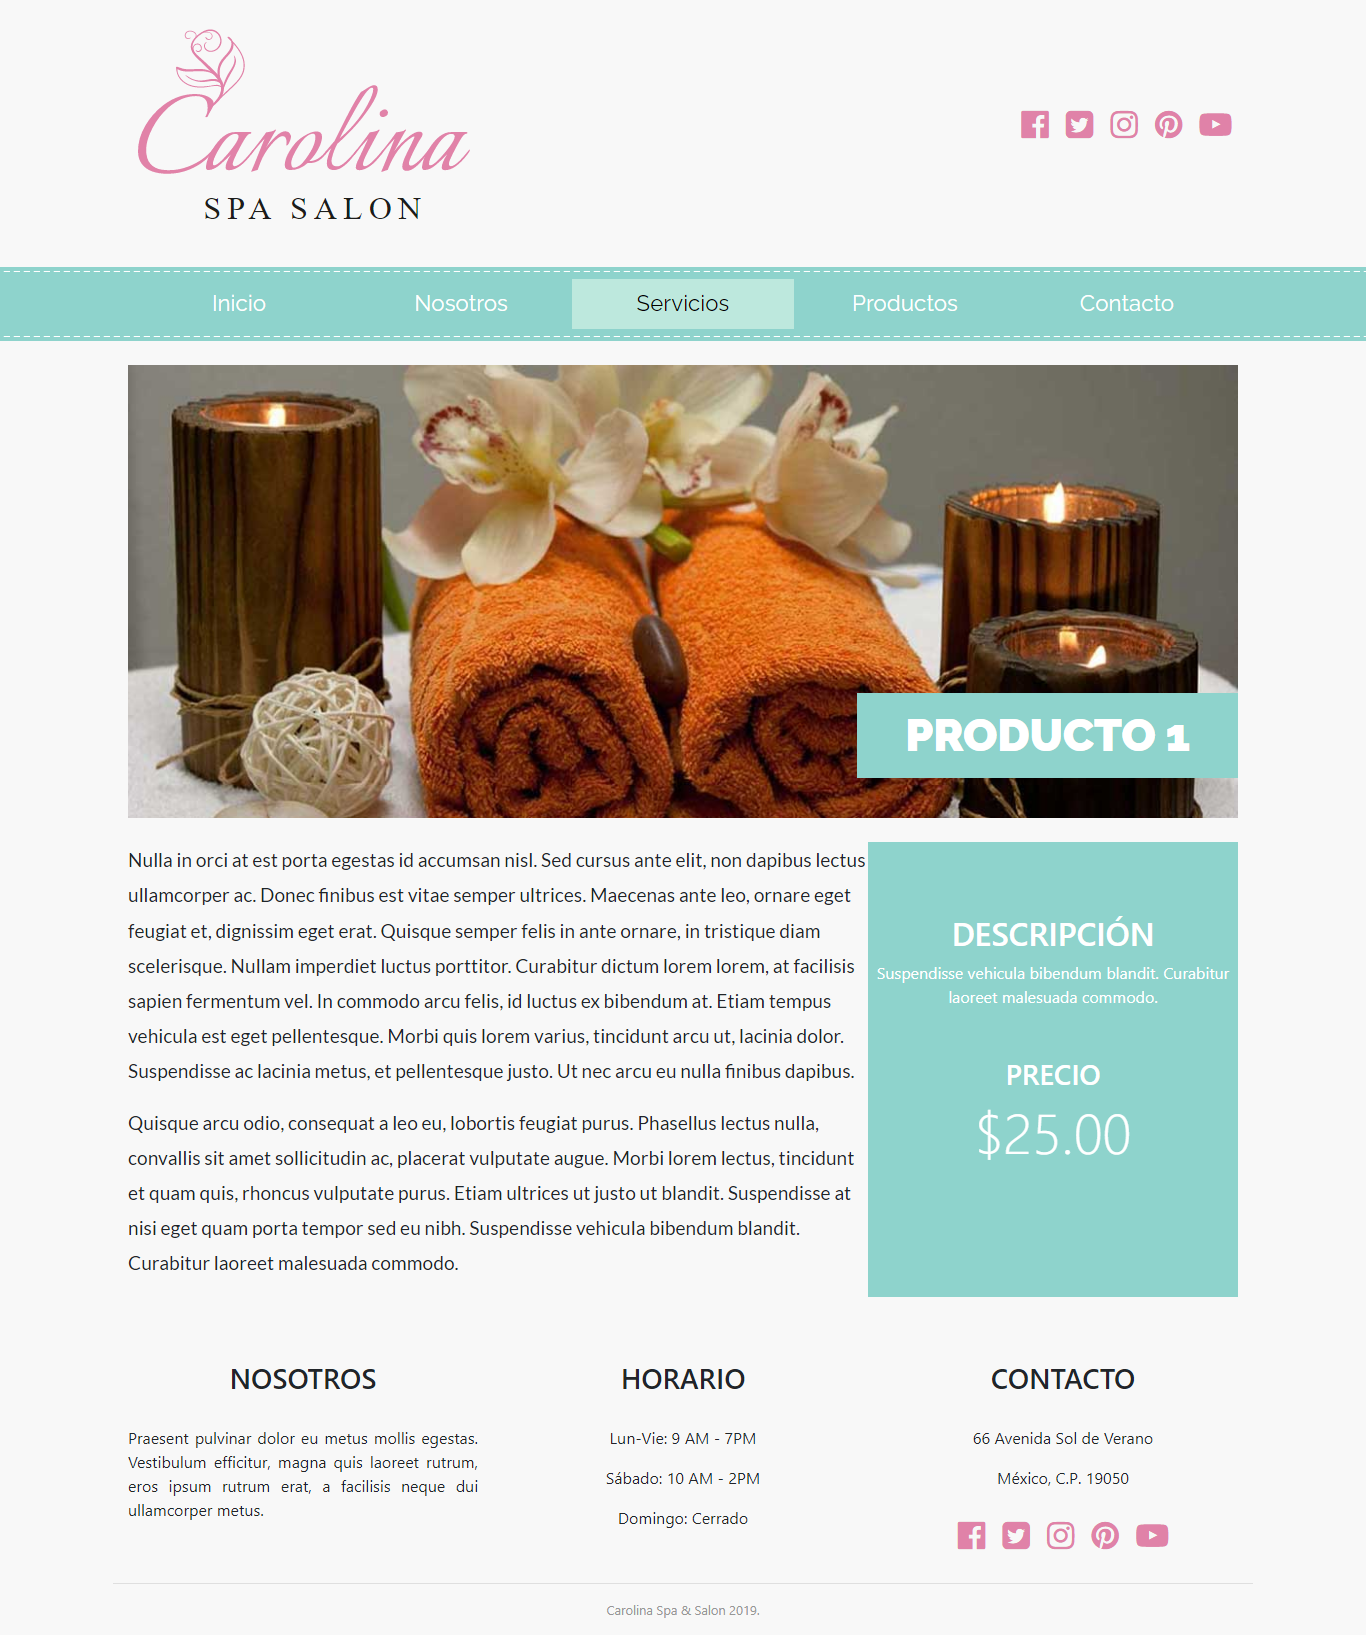 Carolina
SPA SALON
Inicio
Nosotros
Servicios
Productos
Contacto
PRODUCTO 1
Nulla in orci at est porta egestas id accumsan nisl. Sed cursus ante elit, non dapibus lectus
ullamcorper ac. Donec finibus est vitae semper ultrices. Maecenas ante leo, ornare eget
feugiat et, dignissim eget erat. Quisque semper felis in ante ornare, in tristique diam
scelerisque. Nullam imperdiet luctus porttitor. Curabitur dictum lorem lorem, at facilisis
sapien fermentum vel. In commodo arcu felis, id luctus ex bibendum at. Etiam tempus
vehicula est eget pellentesque. Morbi quis lorem varius, tincidunt arcu ut, lacinia dolor.
Suspendisse ac lacinia metus, et pellentesque justo. Ut nec arcu eu nulla finibus dapibus.
Quisque arcu odio, consequat a leo eu, lobortis feugiat purus. Phasellus lectus nulla,
convallis sit amet sollicitudin ac, placerat vulputate augue. Morbi lorem lectus, tincidunt
et quam quis, rhoncus vulputate purus. Etiam ultrices ut justo ut blandit. Suspendisse at
nisi eget quam porta tempor sed eu nibh. Suspendisse vehicula bibendum blandit.
Curabitur laoreet malesuada commodo.
DESCRIPCIÓN
Suspendisse vehicula bibendum blandit. Curabitur
laoreet malesuada commodo.
PRECIO
$25.00
NOSOTROS
Praesent pulvinar dolor eu metus mollis egestas.
Vestibulum efficitur, magna quis laoreet rutrum,
eros ipsum rutrum erat, a facilisis neque dui
ullamcorper metus.
HORARIO
Lun-Vie: 9 AM - 7PM
Sábado: 10 AM - 2PM
Domingo: Cerrado
CONTACTO
66 Avenida Sol de Verano
México, C.P. 19050
Carolina Spa & Salon 2019.